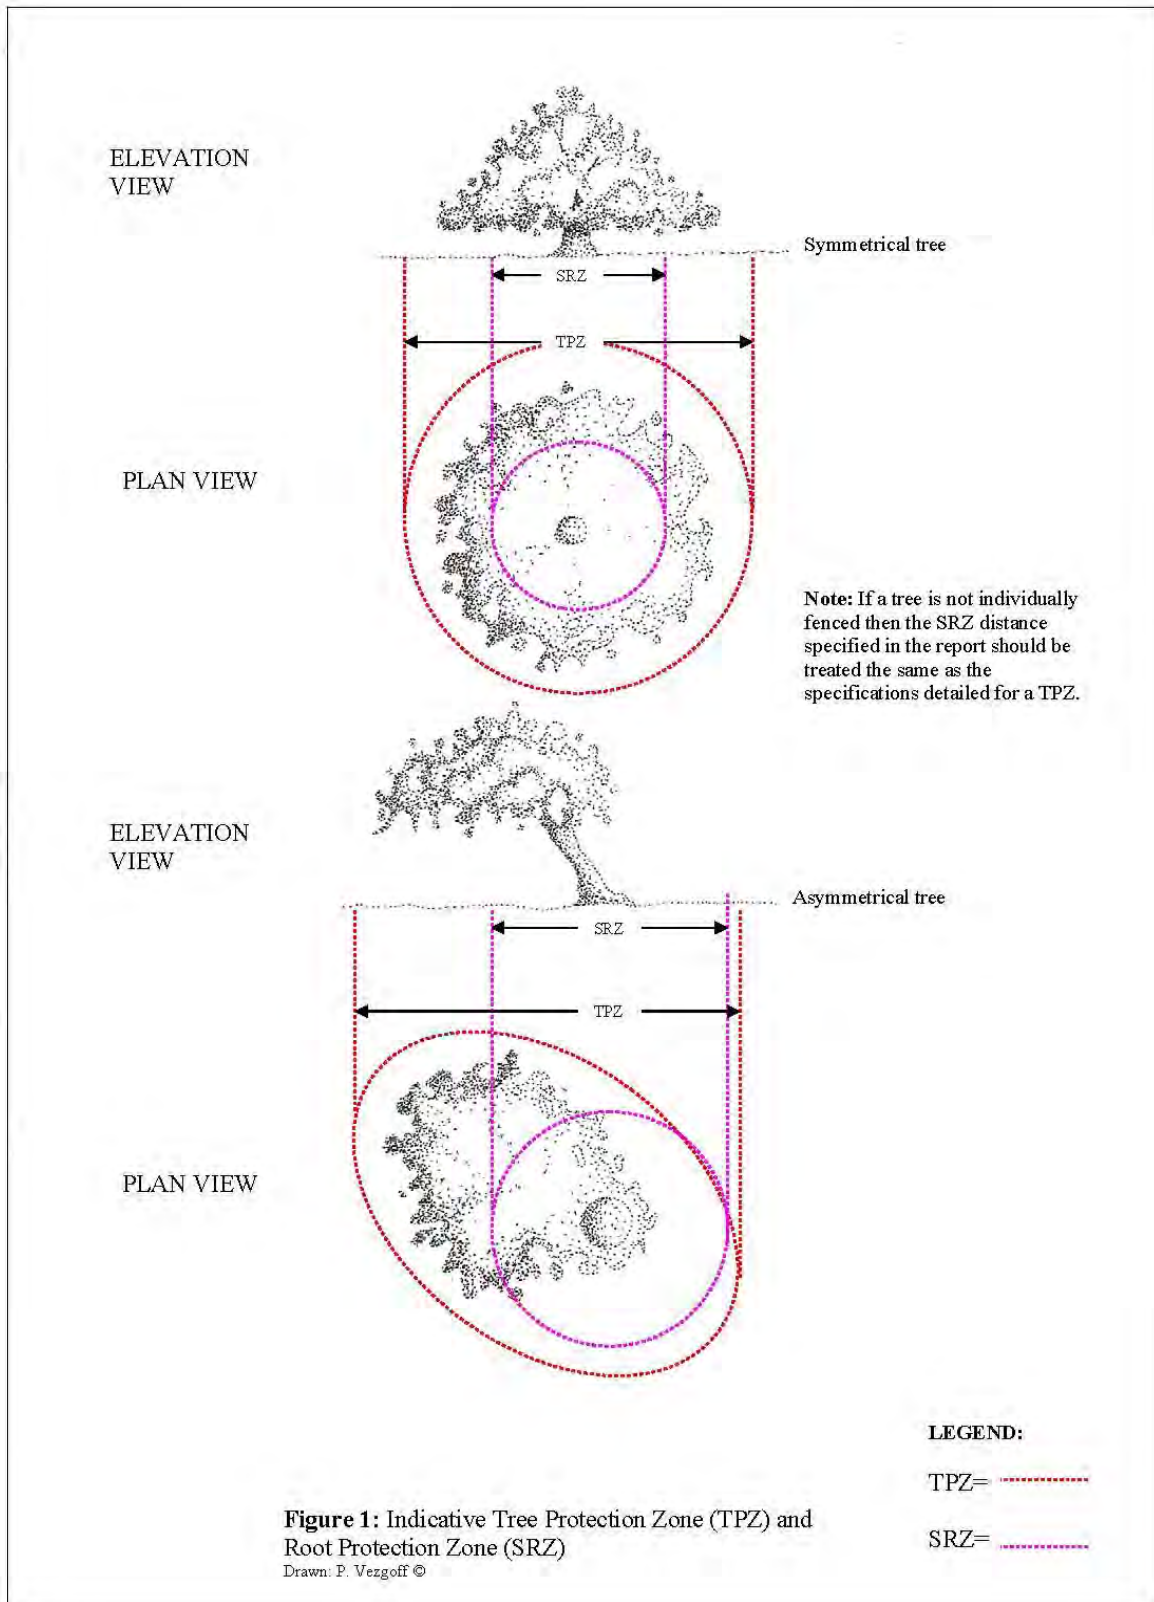 ELEVATION
VIEW
Symmetrical tree
SRZ
TPZ
PLAN VIEW
Note: If a tree is not individually
fenced then the SRZ distance
specified in the report should be
treated the same as the
specifications detailed for a TPZ.
ELEVATION
VIEW
Asymmetrical tree
SRZ
TPZ
PLAN VIEW
LEGEND:
TPZ=
SRZ=
Figure 1: Indicative Tree Protection Zone (TPZ) and
Root Protection Zone (SRZ)
Drawn: P. Vezgoff ©